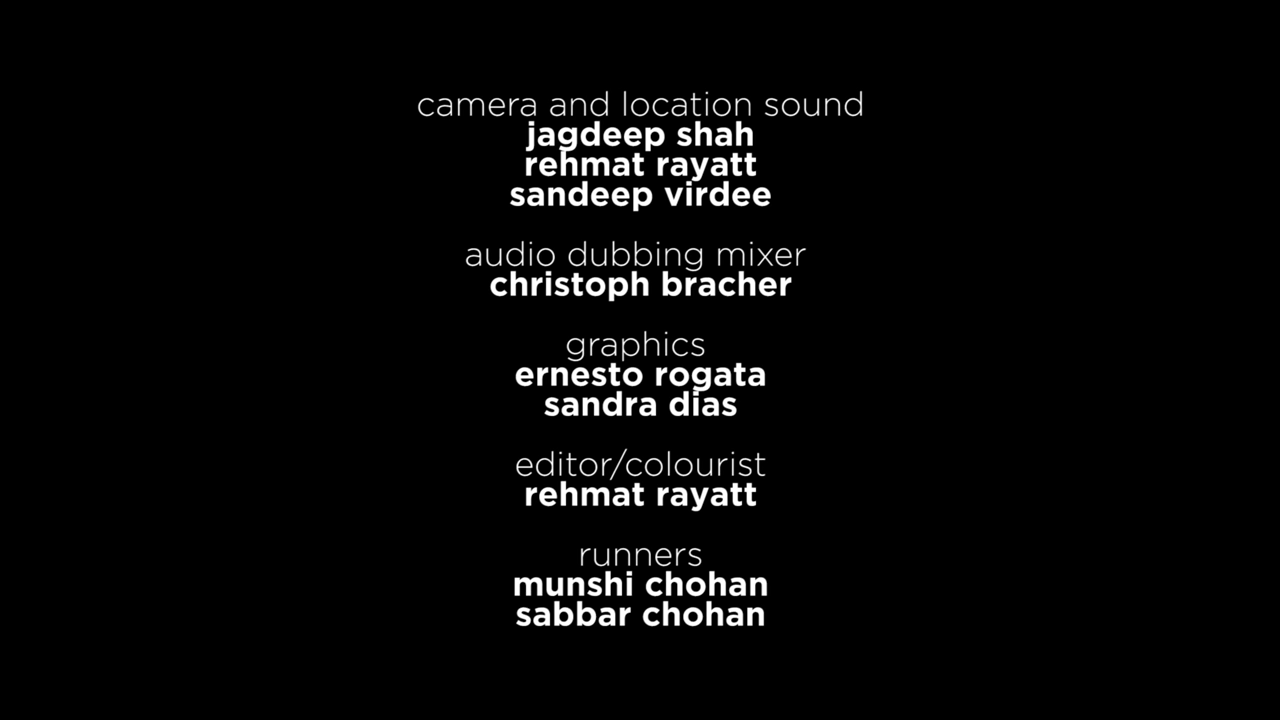 camera and location sound
jagdeep shah
rehmat rayatt
sandeep virdee
audio dubbing mixer
christoph bracher
graphics
ernesto rogata
sandra dias
editor/colourist
rehmat rayatt
runners
munshi chohan
sabbar chohan